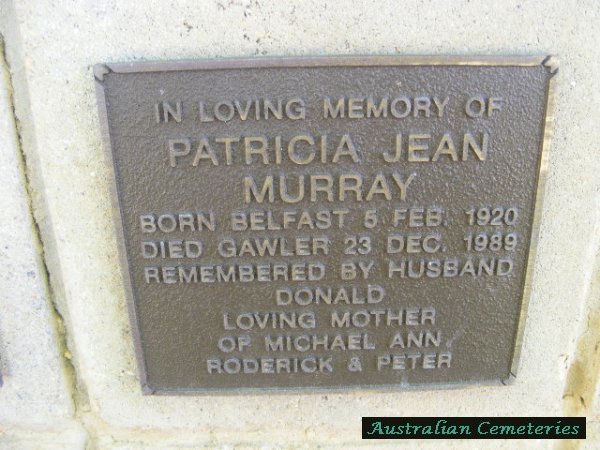 IN LOVING MEMORY OF
PATRICIA JEAN
MURRAY
BORN BELFAST 5 FEB. 1920
DIED GAWLER 23 DEC. 1989
REMEMBERED BY HUSBAND
DONALD
LOVING MOTHER
OF MICHAEL ANN
RODERICK & PETER
Australian Cemeteries